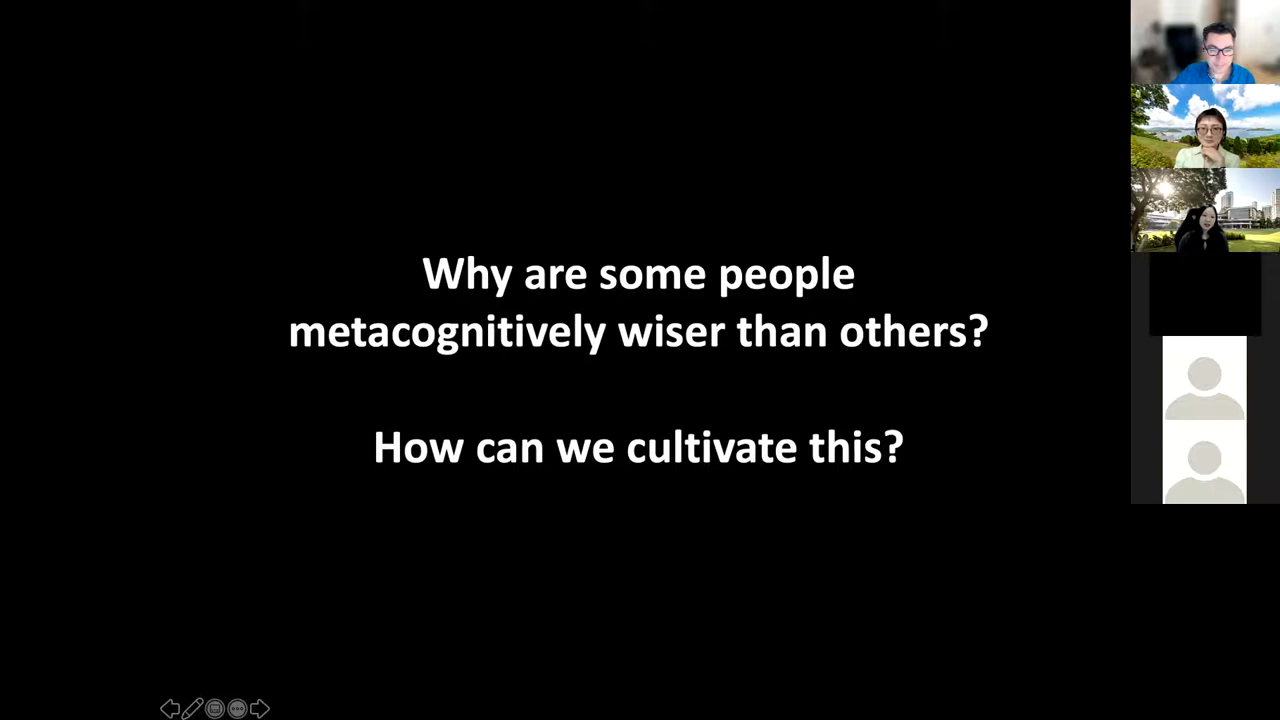 Why are some people
metacognitively wiser than others?
How can we cultivate this?